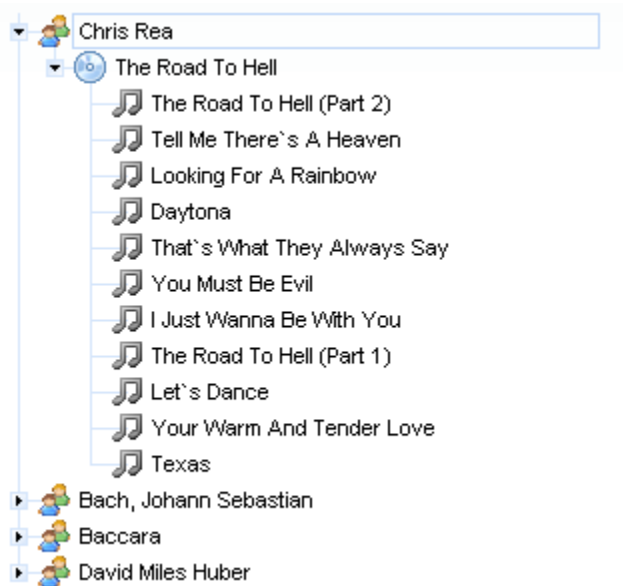 Chris Rea
The Road To Hell
The Road To Hell (Part 2)
Tell Me There`s A Heaven
Looking For A Rainbow
Daytona
That`s What They Always Say
You Must Be Evil
I Just Wanna Be With You
The Road To Hell (Part 1)
Let`s Dance
Your Warm And Tender Love
Texas
Bach, Johann Sebastian
Baccara
David Miles Huber